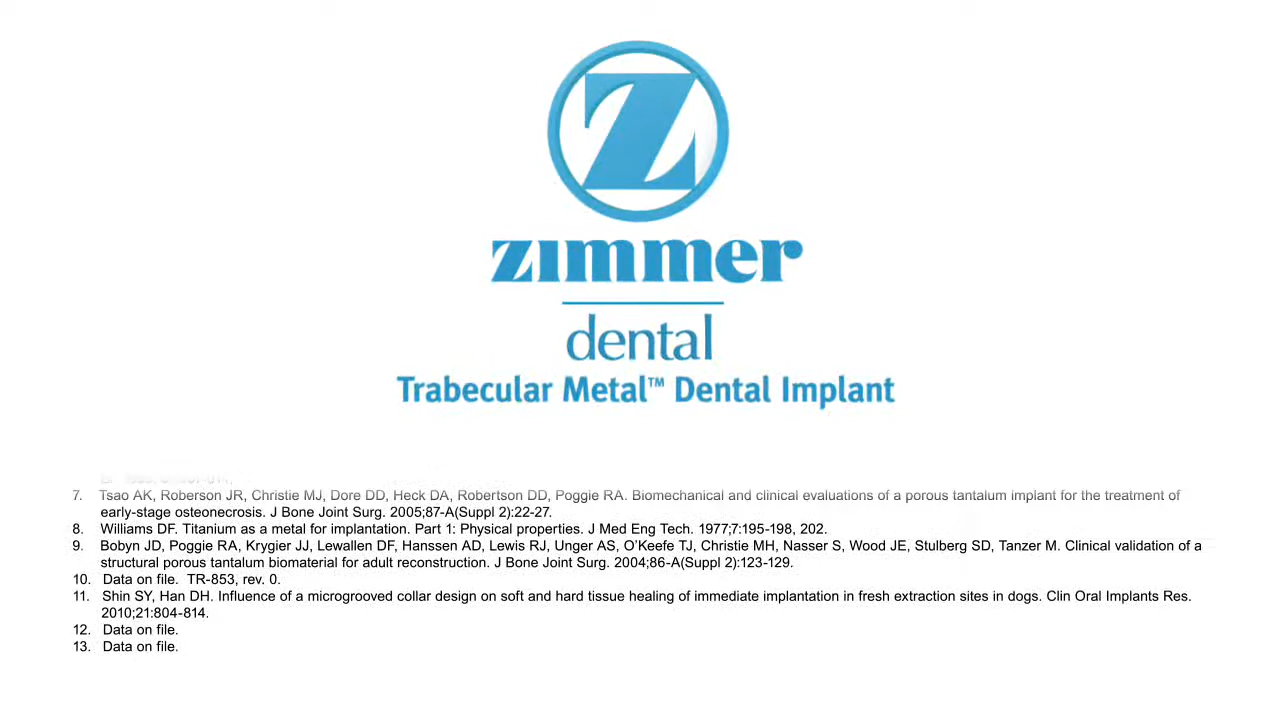 Z
zimmer
dental
Trabecular Metal™ Dental Implant
7. Tsao AK, Roberson JR, Christie MJ, Dore DD, Heck DA, Robertson DD, Poggie RA. Biomechanical and clinical evaluations of a porous tantalum implant for the treatment of
early-stage osteonecrosis. J Bone Joint Surg. 2005;87-A(Suppl 2):22-27.
8. Williams DF. Titanium as a metal for implantation. Part 1: Physical properties. J Med Eng Tech. 1977;7:195-198, 202.
9. Bobyn JD, Poggie RA, Krygier JJ, Lewallen DF, Hanssen AD, Lewis RJ, Unger AS, O'Keefe TJ, Christie MH, Nasser S, Wood JE, Stulberg SD, Tanzer M. Clinical validation of a
structural porous tantalum biomaterial for adult reconstruction. J Bone Joint Surg. 2004;86-A(Suppl 2):123-129.
10. Data on file. TR-853, rev. 0.
11. Shin SY, Han DH. Influence of a microgrooved collar design on soft and hard tissue healing of immediate implantation in fresh extraction sites in dogs. Clin Oral Implants Res.
2010;21:804-814.
12. Data on file.
13. Data on file.